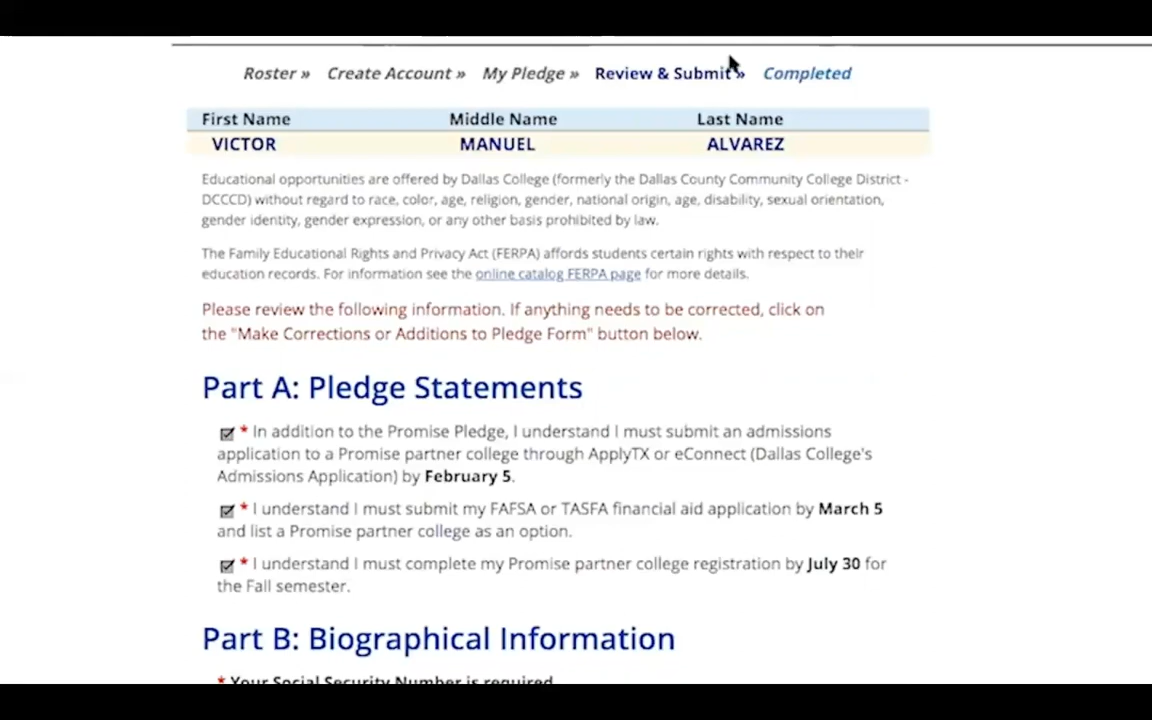 Roster » Create Account » My Pledge » Review & Submit » Completed
First Name Middle Name Last Name
VICTOR MANUEL ALVAREZ
Educational opportunities are offered by Dallas College (formerly the Dallas County Community College District -
DCCCD) without regard to race, color, age, religion, gender, national origin, age, disability, sexual orientation,
gender identity, gender expression, or any other basis prohibited by law.
The Family Educational Rights and Privacy Act (FERPA) affords students certain rights with respect to their
education records. For information see the online catalog FERPA page for more details.
Please review the following information. If anything needs to be corrected, click on
the "Make Corrections or Additions to Pledge Form" button below.
Part A: Pledge Statements
* In addition to the Promise Pledge, I understand I must submit an admissions
application to a Promise partner college through ApplyTX or eConnect (Dallas College's
Admissions Application) by February 5.
* I understand I must submit my FAFSA or TASFA financial aid application by March 5
and list a Promise partner college as an option.
* I understand I must complete my Promise partner college registration by July 30 for
the Fall semester.
Part B: Biographical Information
* Your Social Security Number is required